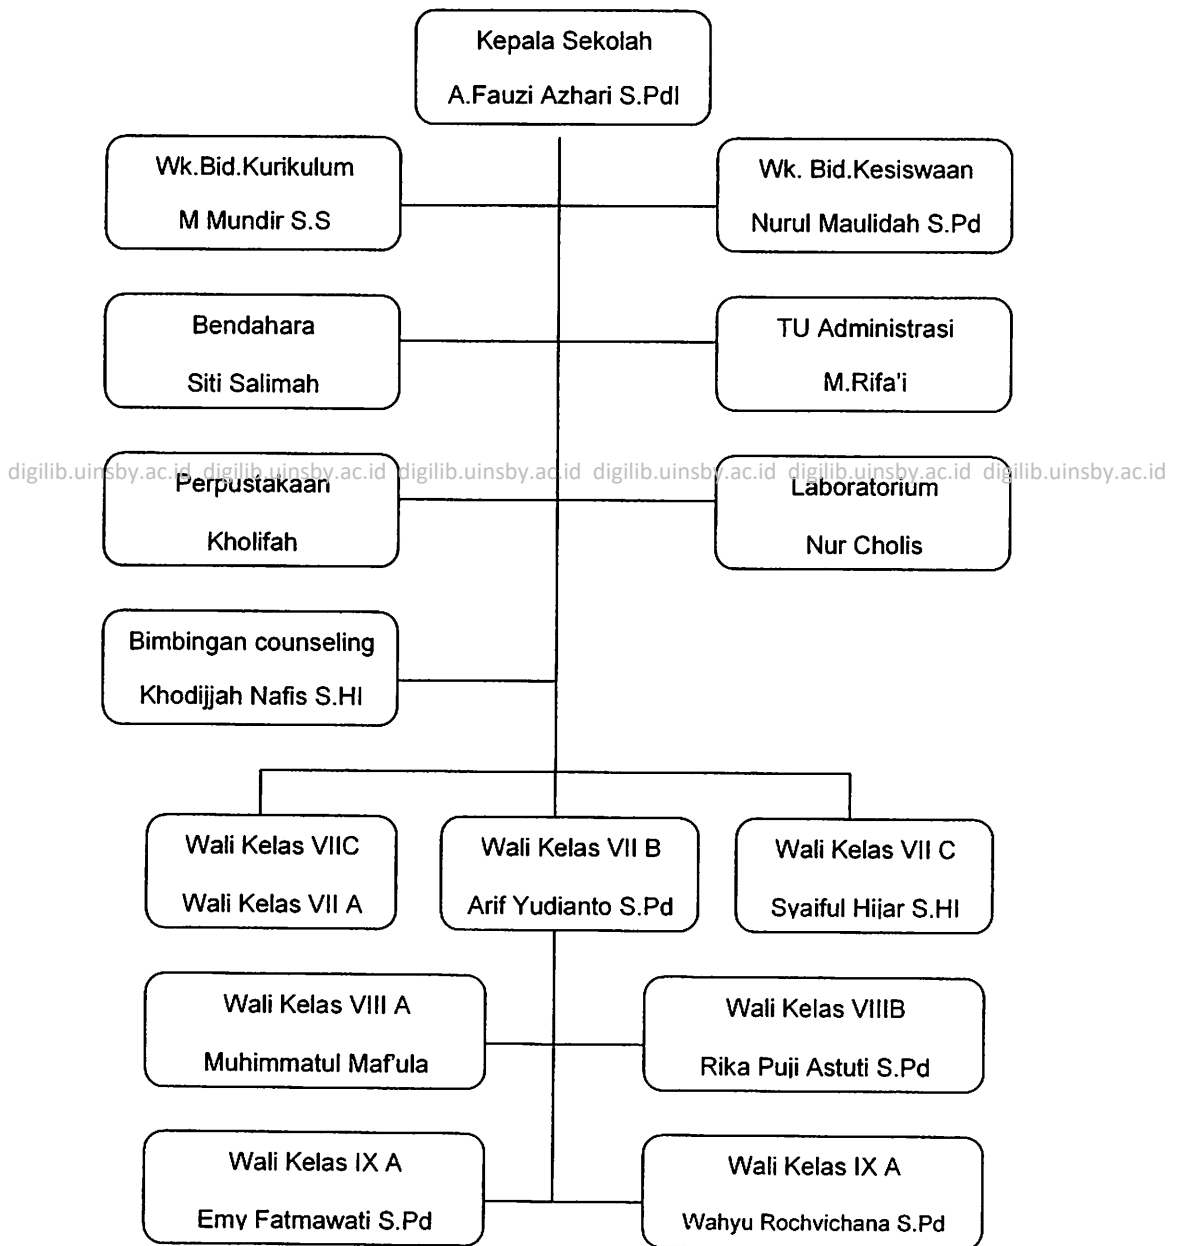 Kepala Sekolah
A.Fauzi Azhari S.PdI
Wk.Bid.Kurikulum
M Mundir S.S
Wk. Bid.Kesiswaan
Nurul Maulidah S.Pd
Bendahara
Siti Salimah
TU Administrasi
M.Rifa'i
digilib.uinsby.ac.id digilib.uinsby.ac.id digilib.uinsby.ac.id digilib.uinsby.ac.id digilib.uinsby.ac.id digilib.uinsby.ac.id
Perpustakaan
Kholifah
Laboratorium
Nur Cholis
Bimbingan counseling
Khodijjah Nafis S.HI
Wali Kelas VIIC
Wali Kelas VII A
Wali Kelas VII B
Arif Yudianto S.Pd
Wali Kelas VII C
Syaiful Hijar S.HI
Wali Kelas VIII A
Muhimmatul Maf'ula
Wali Kelas VIIIB
Rika Puji Astuti S.Pd
Wali Kelas IX A
Emy Fatmawati S.Pd
Wali Kelas IX A
Wahyu Rochvichana S.Pd